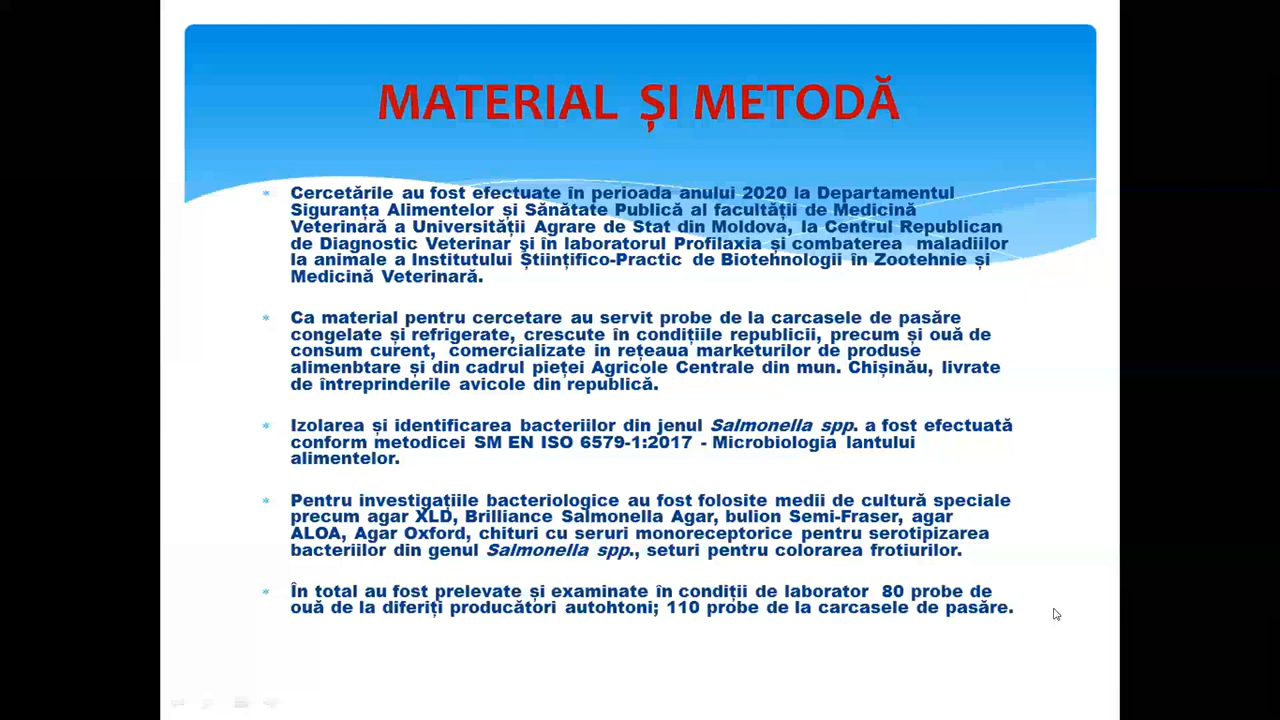 MATERIAL ȘI METODĂ
* Cercetările au fost efectuate în perioada anului 2020 la Departamentul
Siguranța Alimentelor și Sănătate Publică al facultății de Medicină
Veterinară a Universității Agrare de Stat din Moldova, la Centrul Republican
de Diagnostic Veterinar şi în laboratorul Profilaxia și combaterea maladiilor
la animale a Institutului Științifico-Practic de Biotehnologii în Zootehnie și
Medicină Veterinară.
* Ca material pentru cercetare au servit probe de la carcasele de pasăre
congelate și refrigerate, crescute în condițiile republicii, precum și ouă de
consum curent, comercializate in rețeaua marketurilor de produse
alimenbtare și din cadrul pieței Agricole Centrale din mun. Chișinău, livrate
de întreprinderile avicole din republică.
* Izolarea și identificarea bacteriilor din jenul Salmonella spp. a fost efectuată
conform metodicei SM EN ISO 6579-1:2017 - Microbiologia lantului
alimentelor.
* Pentru investigațiile bacteriologice au fost folosite medii de cultură speciale
precum agar XLD, Brilliance Salmonella Agar, bulion Semi-Fraser, agar
ALOA, Agar Oxford, chituri cu seruri monoreceptorice pentru serotipizarea
bacteriilor din genul Salmonella spp., seturi pentru colorarea frotiurilor.
* În total au fost prelevate și examinate în condiții de laborator 80 probe de
ouă de la diferiți producători autohtoni; 110 probe de la carcasele de pasăre.